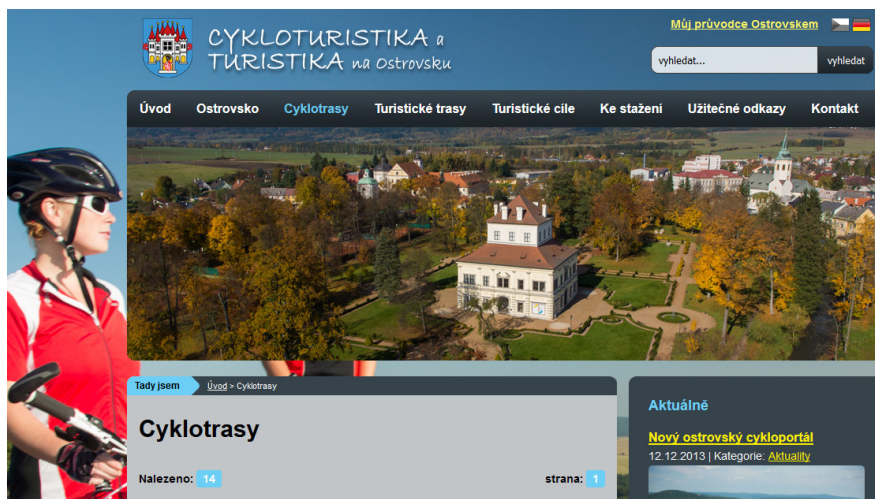 Můj průvodce Ostrovskem
CYKLOTURISTIKA a
TURISTIKA na Ostrovsku
vyhledat...
vyhledat
Úvod Ostrovsko Cyklotrasy Turistické trasy Turistické cíle Ke stažení Užitečné odkazy Kontakt
Tady jsem Úvod > Cyklotrasy
Cyklotrasy
Nalezeno: 14 strana: 1
Aktuálně
Nový ostrovský cykloportál
12.12.2013 | Kategorie: Aktuality